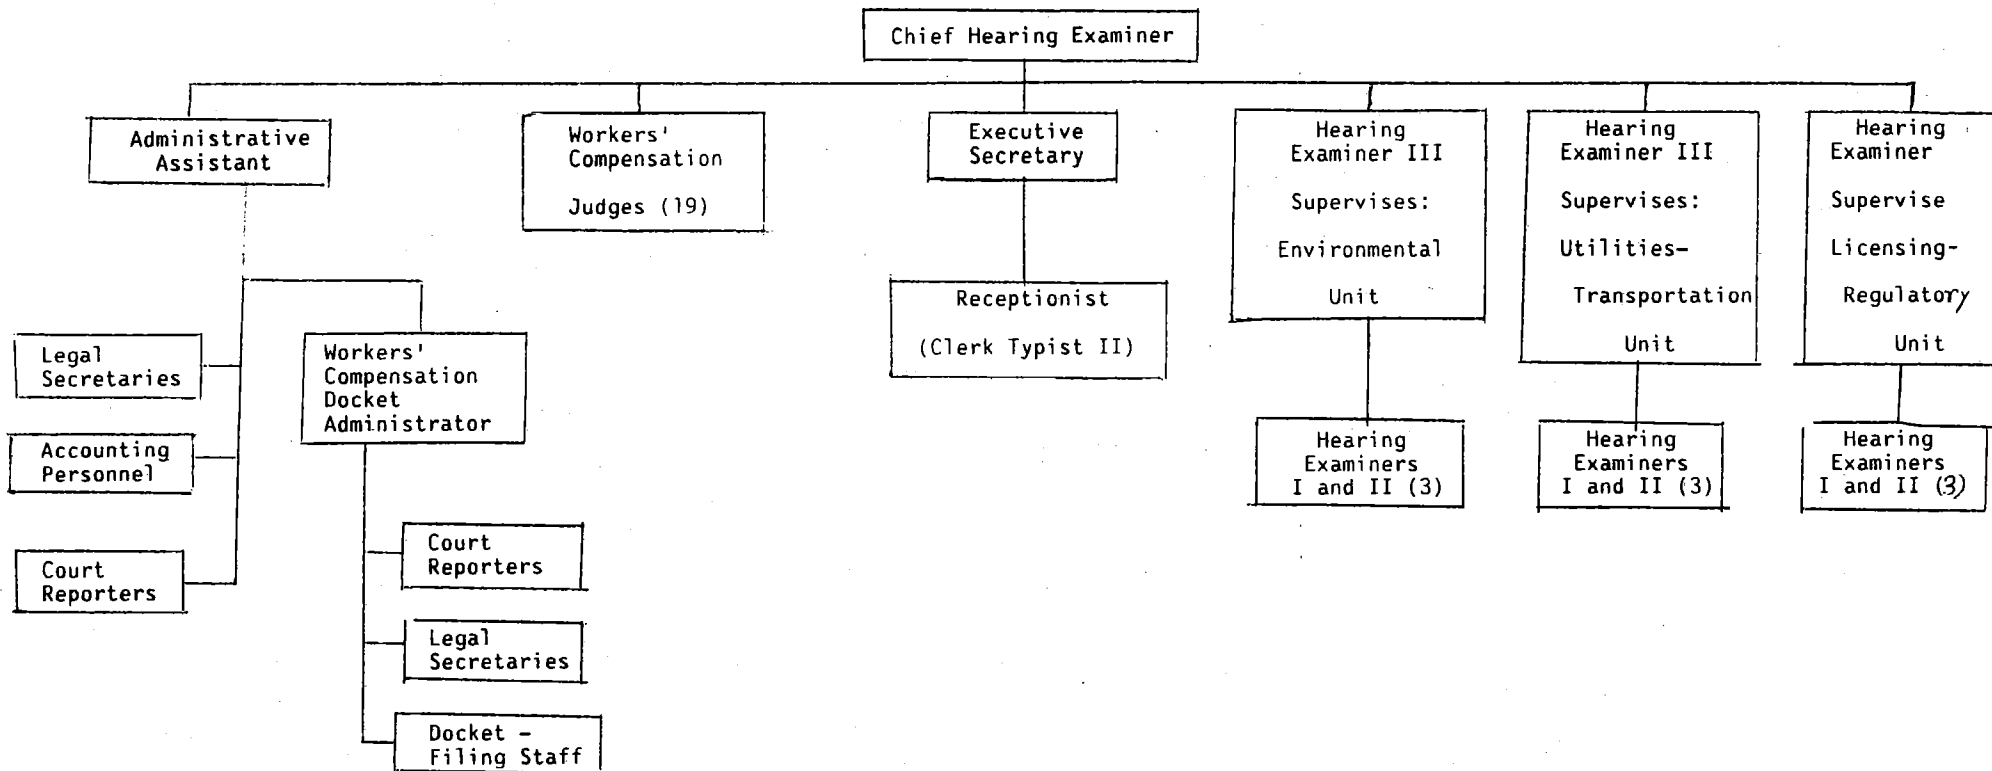 Chief Hearing Examiner
Administrative
Assistant
Workers'
Compensation
Judges (19)
Executive
Secretary
Hearing
Examiner III
Supervises:
Environmental
Unit
Hearing
Examiner III
Supervises:
Utilities-
Transportation
Unit
Hearing
Examiner
Supervise
Licensing-
Regulatory
Unit
Receptionist
(Clerk Typist II)
Legal
Secretaries
Accounting
Personnel
Court
Reporters
Workers'
Compensation
Docket
Administrator
Court
Reporters
Legal
Secretaries
Docket -
Filing Staff
Hearing
Examiners
I and II (3)
Hearing
Examiners
I and II (3)
Hearing
Examiners
I and II (3)